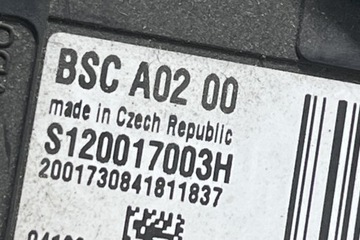 BSC A02 00
made in Czech Republic
S120017003H
2001730841811837